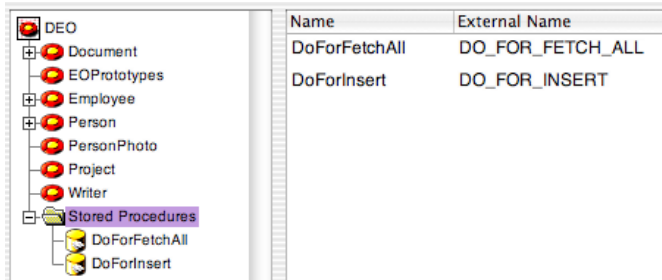 DEO
Document
EOPrototypes
Employee
Person
PersonPhoto
Project
Writer
Stored Procedures
DoForFetchAll
DoForInsert
Name External Name
DoForFetchAll DO_FOR_FETCH_ALL
DoForInsert DO_FOR_INSERT